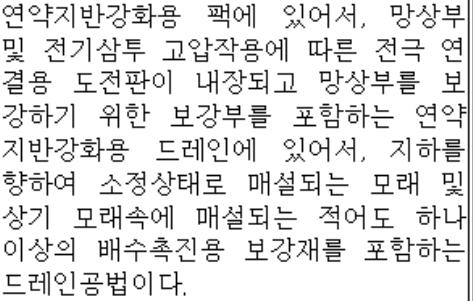 연약지반강화용 팩에 있어서, 망상부
및 전기삼투 고압작용에 따른 전극 연
결용 도전판이 내장되고 망상부를 보
강하기 위한 보강부를 포함하는 연약
지반강화용 드레인에 있어서, 지하를
향하여 소정상태로 매설되는 모래 및
상기 모래속에 매설되는 적어도 하나
이상의 배수촉진용 보강재를 포함하는
드레인공법이다.